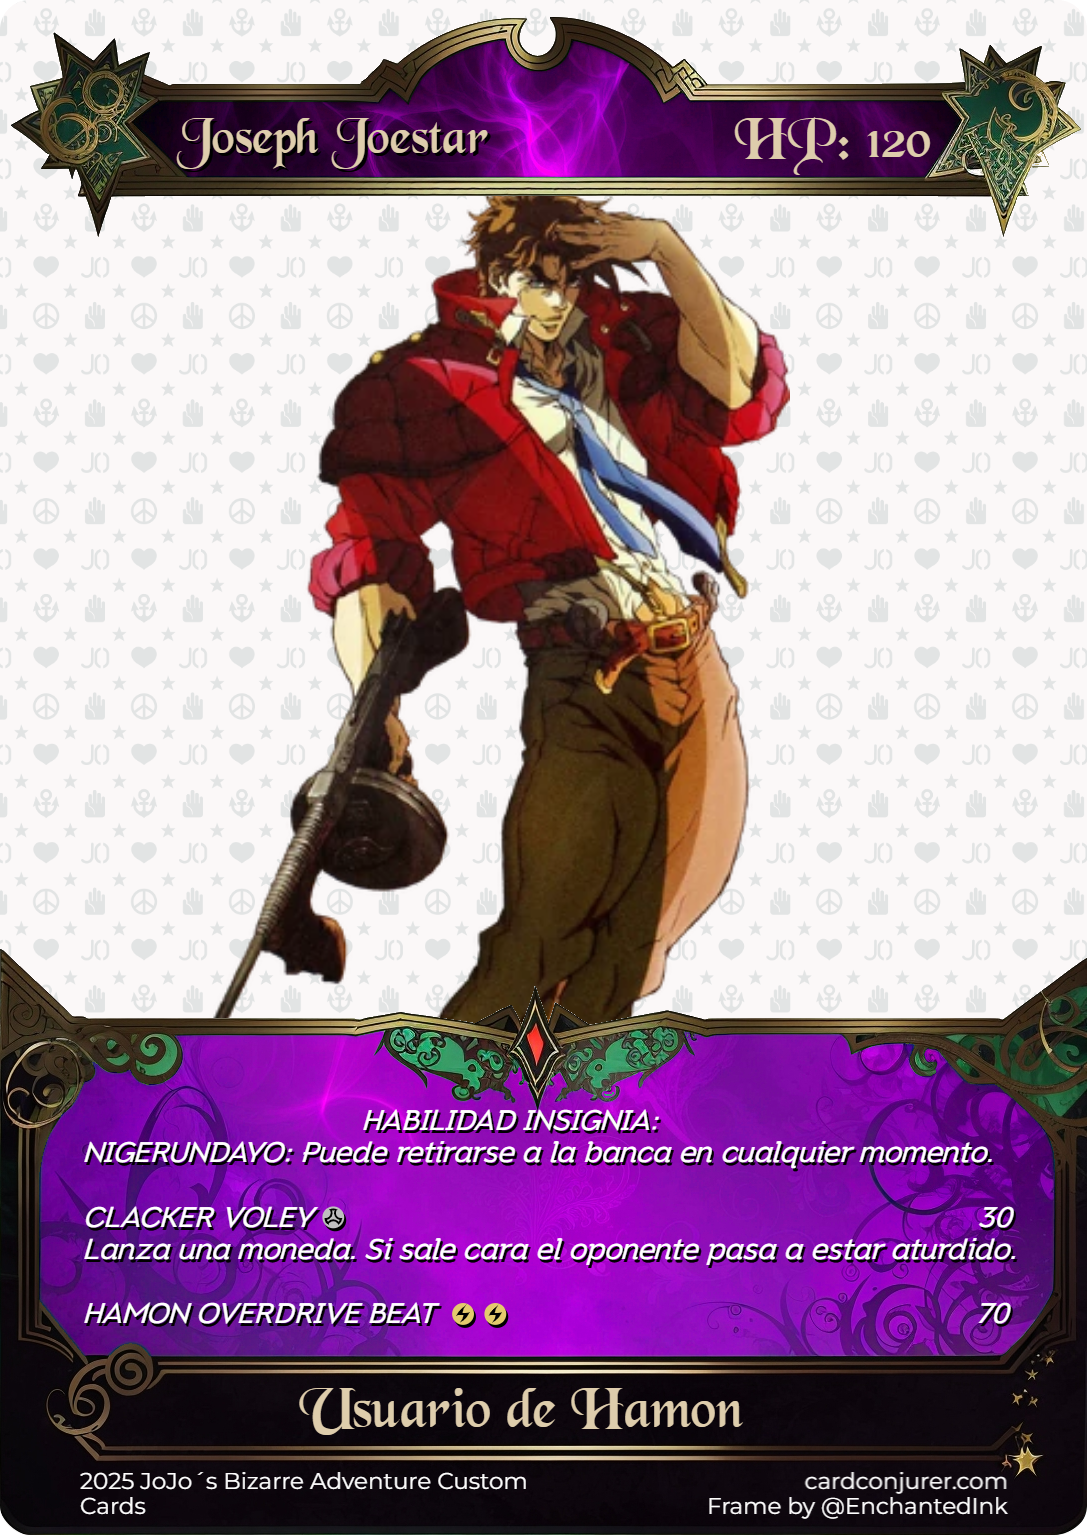 Joseph Joestar HP: 120
HABILIDAD INSIGNIA:
NIGERUNDAYO: Puede retirarse a la banca en cualquier momento.
CLACKER VOLEY 30
Lanza una moneda. Si sale cara el oponente pasa a estar aturdido.
HAMON OVERDRIVE BEAT 70
Usuario de Hamon
2025 JoJo´s Bizarre Adventure Custom
Cards
cardconjurer.com
Frame by @EnchantedInk